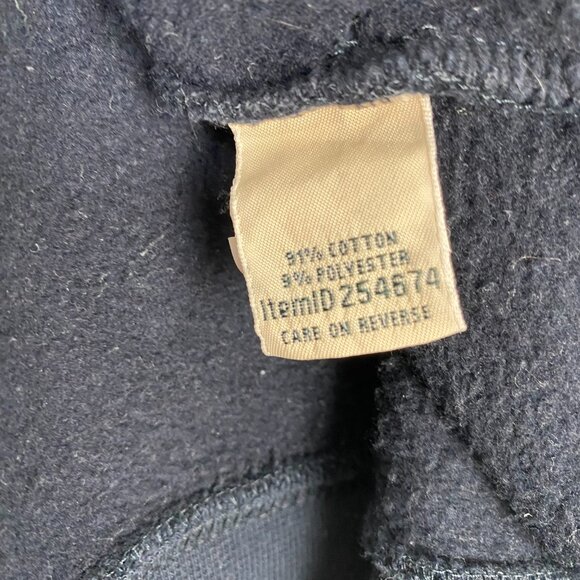 91% COTTON
9% POLYESTER
ItemID 254674
CARE ON REVERSE